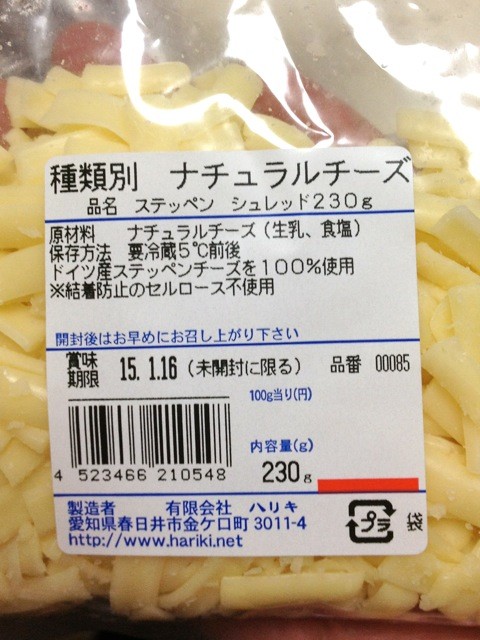 種類別　ナチュラルチーズ
品名　ステッペン　シュレッド２３０ｇ
原材料　ナチュラルチーズ（生乳、食塩）
保存方法　要冷蔵５℃前後
ドイツ産ステッペンチーズを１００％使用
※結着防止のセルロース不使用
開封後はお早めにお召し上がり下さい
賞味期限　15. 1.16（未開封に限る）　品番　00085
100g当り(円)
内容量(g)
230g
4 523466 210548
製造者　有限会社　ハリキ
愛知県春日井市金ケ口町 3011-4
http://www.hariki.net
プラ　袋